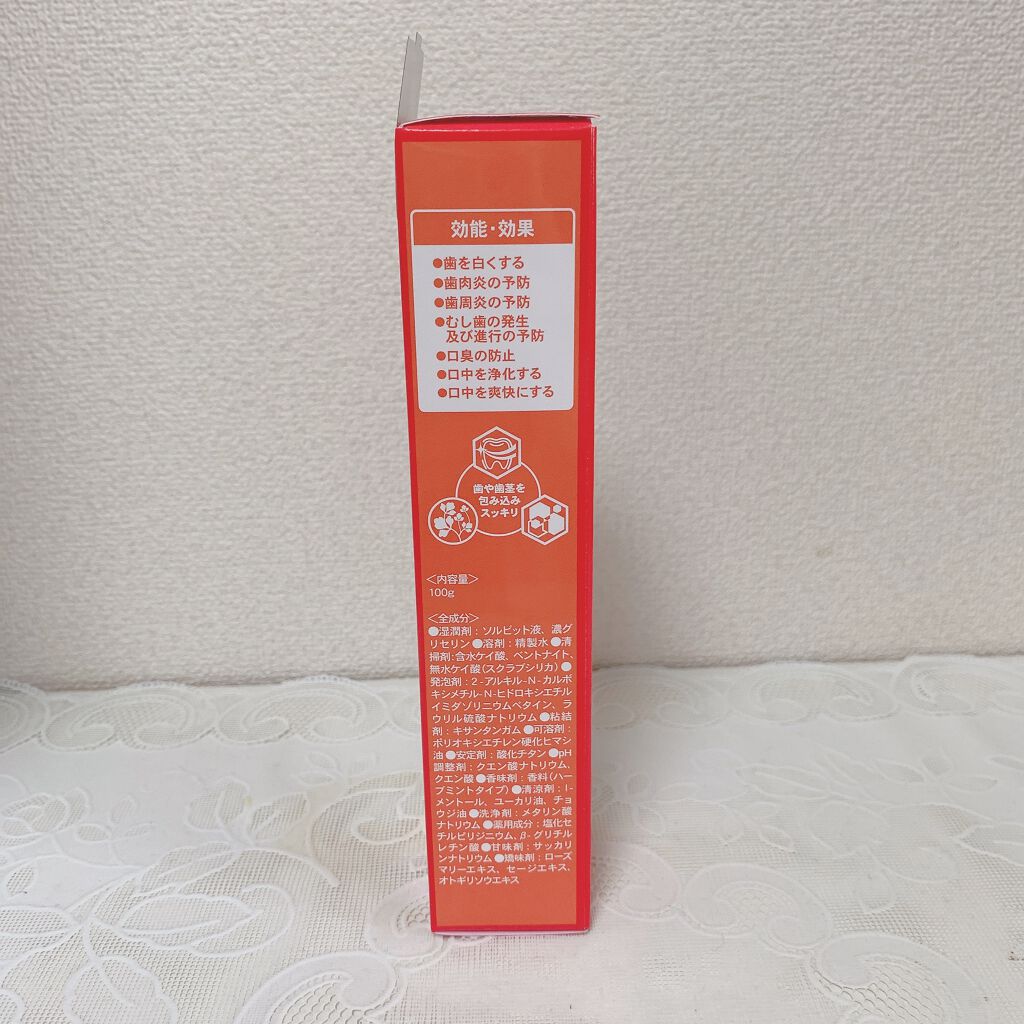 効能・効果
●歯を白くする
●歯肉炎の予防
●歯周炎の予防
●むし歯の発生
及び進行の予防
●口臭の防止
●口中を浄化する
●口中を爽快にする
歯や歯茎を
包み込み
スッキリ
＜内容量＞
100g
＜全成分＞
●湿潤剤：ソルビット液、濃グ
リセリン●溶剤：精製水●清
掃剤：含水ケイ酸、ベントナイト、
無水ケイ酸（スクラブシリカ）●
発泡剤：2-アルキル-N-カルボ
キシメチル-N-ヒドロキシエチル
イミダゾリニウムベタイン、ラ
ウリル硫酸ナトリウム●粘結
剤：キサンタンガム●可溶剤：
ポリオキシエチレン硬化ヒマシ
油●安定剤：酸化チタン●pH
調整剤：クエン酸ナトリウム、
クエン酸●香味剤：香料（ハー
ブミントタイプ）●清涼剤：l-
メントール、ユーカリ油、チョ
ウジ油●洗浄剤：メタリン酸
ナトリウム●薬用成分：塩化セ
チルピリジニウム、β-グリチル
レチン酸●甘味剤：サッカリ
ンナトリウム●矯味剤：ローズ
マリーエキス、セージエキス、
オトギリソウエキス